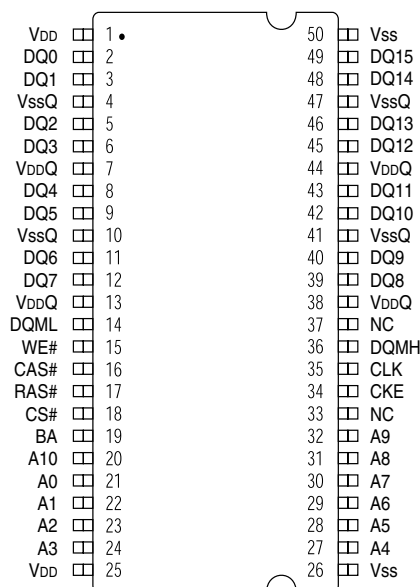 VDD 1 50 Vss
DQ0 2 49 DQ15
DQ1 3 48 DQ14
VssQ 4 47 VssQ
DQ2 5 46 DQ13
DQ3 6 45 DQ12
VDDQ 7 44 VDDQ
DQ4 8 43 DQ11
DQ5 9 42 DQ10
VssQ 10 41 VssQ
DQ6 11 40 DQ9
DQ7 12 39 DQ8
VDDQ 13 38 VDDQ
DQML 14 37 NC
WE# 15 36 DQMH
CAS# 16 35 CLK
RAS# 17 34 CKE
CS# 18 33 NC
BA 19 32 A9
A10 20 31 A8
A0 21 30 A7
A1 22 29 A6
A2 23 28 A5
A3 24 27 A4
VDD 25 26 Vss